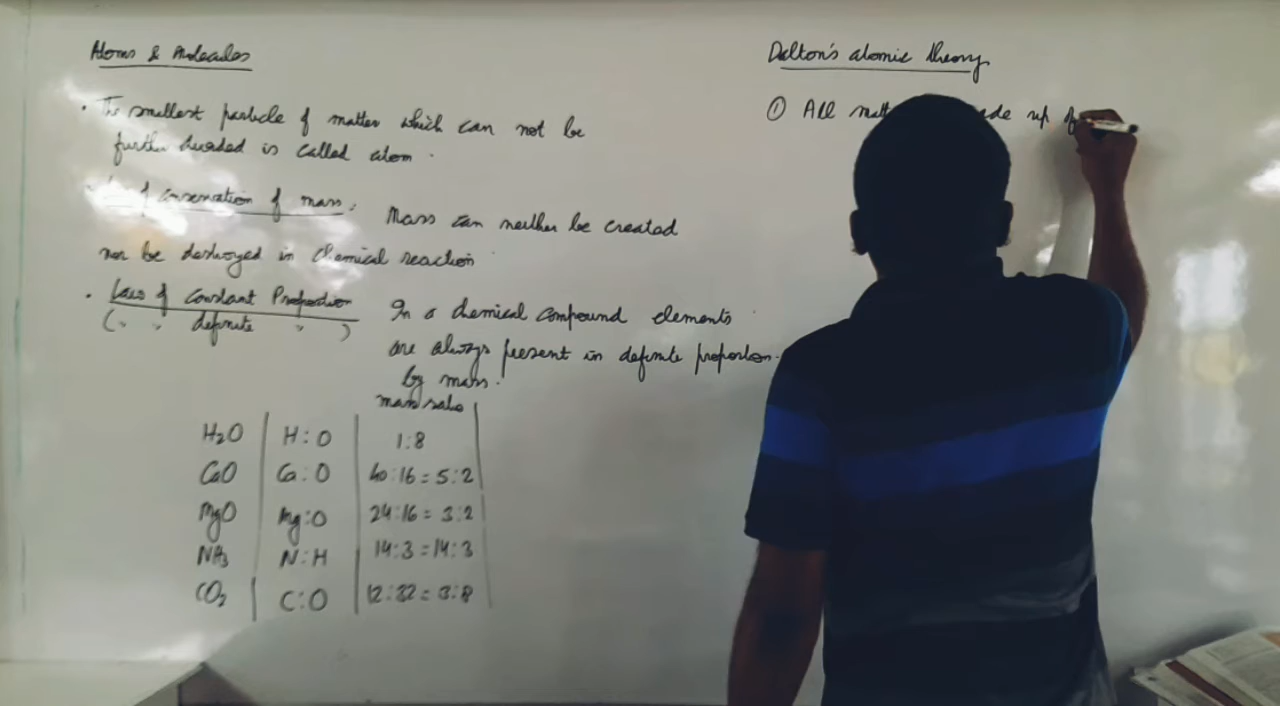 Atoms & Molecules
• The smallest particle of matter which can not be
further divided is called atom.
of conservation of mass: Mass can neither be created
nor be destroyed in chemical reaction
• Law of Constant Proportion In a chemical compound elements
( " " definite " ) are always present in definite proportion
by mass.
mass ratio
H₂O H:O 1:8
CaO Ca:O 40:16 = 5:2
MgO Mg:O 24:16 = 3:2
NH₃ N:H 14:3 = 14:3
CO₂ C:O 12:32 = 3:8
Dalton's atomic theory
① All up of